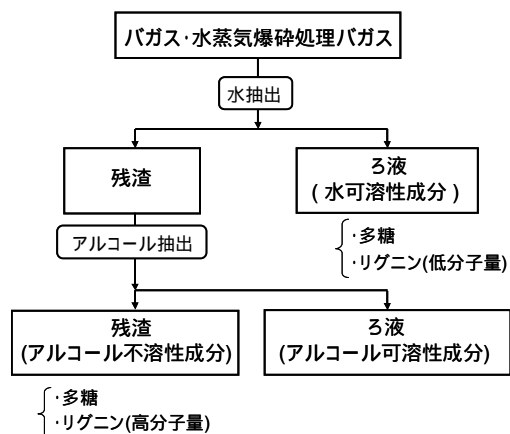 バガス･水蒸気爆砕処理バガス
水抽出
残渣
ろ液
(水可溶性成分)
アルコール抽出
･多糖
･リグニン(低分子量)
残渣
(アルコール不溶性成分)
ろ液
(アルコール可溶性成分)
･多糖
･リグニン(高分子量)